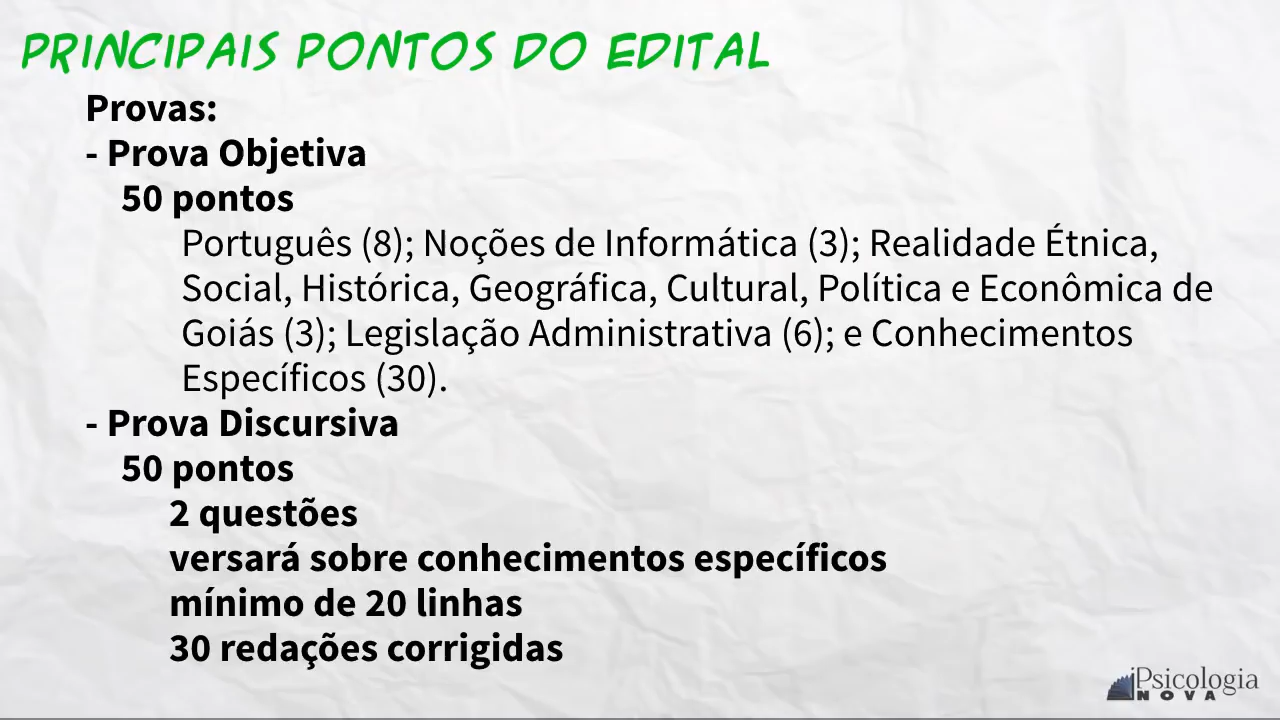 PRINCIPAIS PONTOS DO EDITAL
Provas:
- Prova Objetiva
50 pontos
Português (8); Noções de Informática (3); Realidade Étnica,
Social, Histórica, Geográfica, Cultural, Política e Econômica de
Goiás (3); Legislação Administrativa (6); e Conhecimentos
Específicos (30).
- Prova Discursiva
50 pontos
2 questões
versará sobre conhecimentos específicos
mínimo de 20 linhas
30 redações corrigidas
Psicologia
NOVA